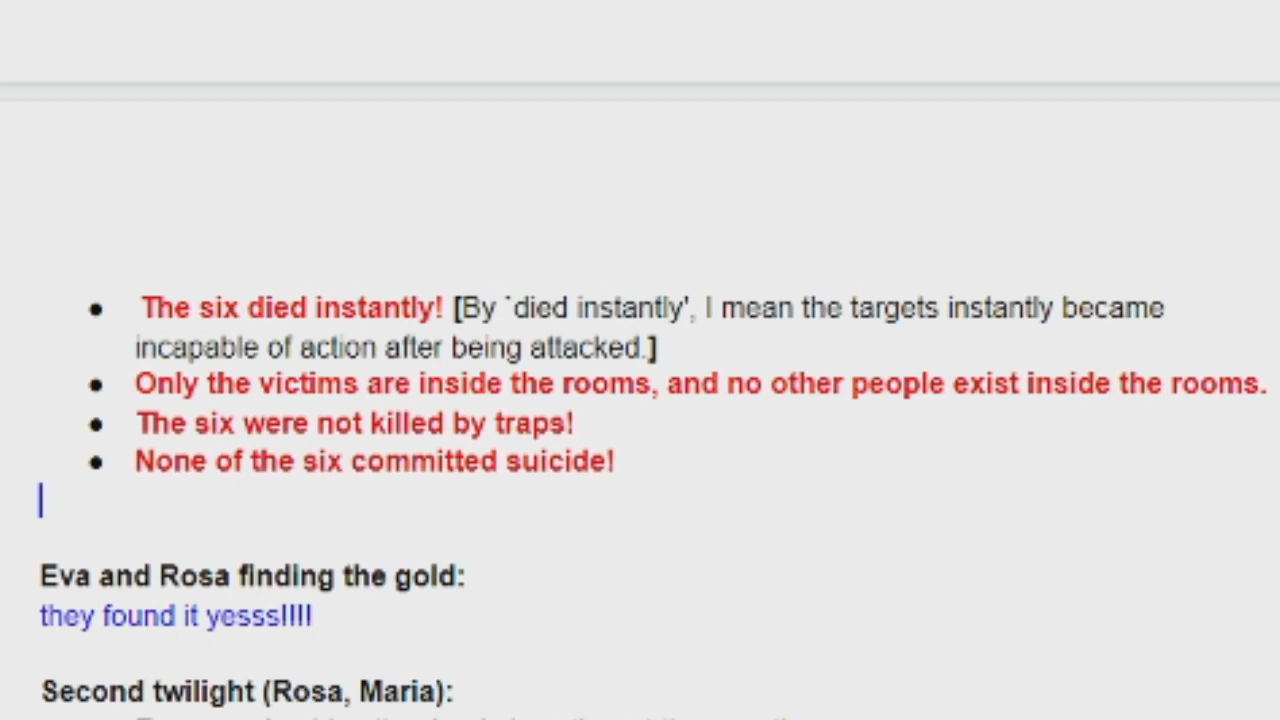 The six died instantly! [By `died instantly', I mean the targets instantly became
incapable of action after being attacked.]
Only the victims are inside the rooms, and no other people exist inside the rooms.
The six were not killed by traps!
None of the six committed suicide!
Eva and Rosa finding the gold:
they found it yesss!!!!
Second twilight (Rosa, Maria):